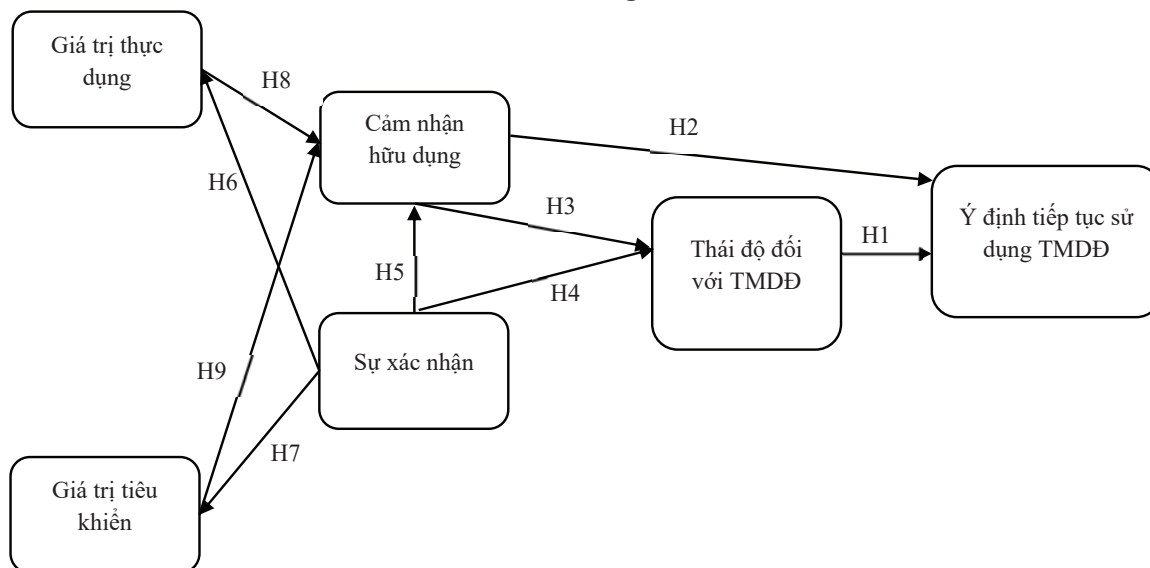 Giá trị thực
dụng
H8
Cảm nhận
hữu dụng
H2
H6
Ý định tiếp tục sử
dụng TMDĐ
H3
Thái độ đối
với TMDĐ
H1
H5
H4
Sự xác nhận
H9
H7
Giá trị tiêu
khiển